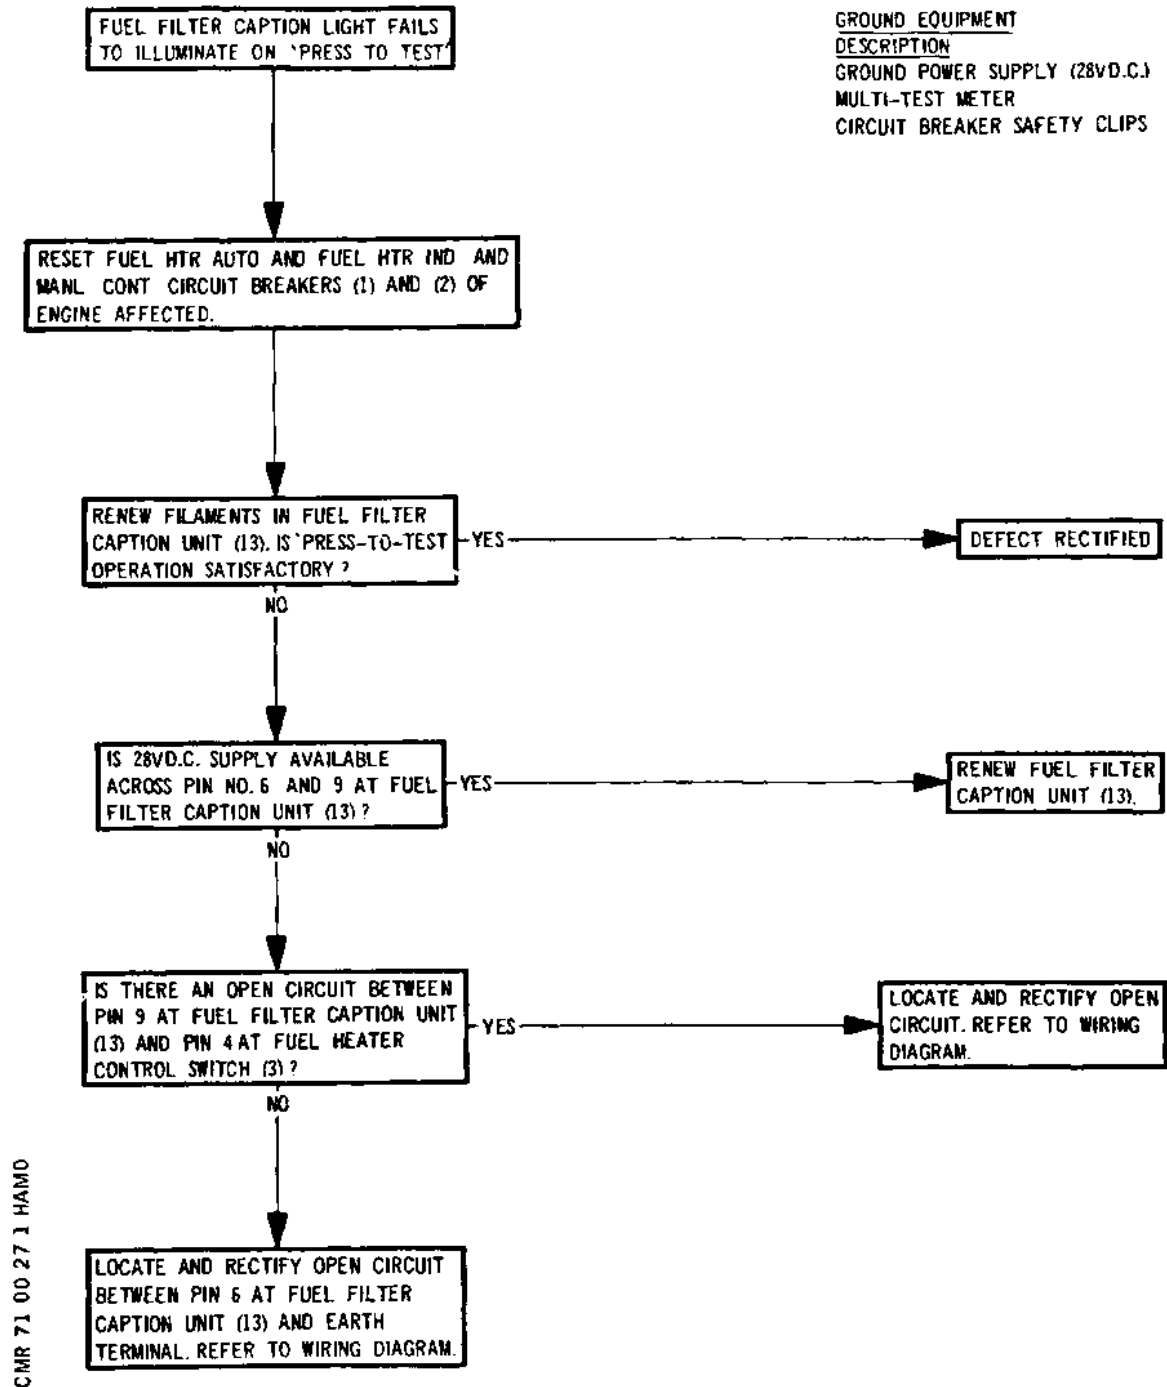 FUEL FILTER CAPTION LIGHT FAILS
TO ILLUMINATE ON 'PRESS TO TEST'
GROUND EQUIPMENT
DESCRIPTION
GROUND POWER SUPPLY (28VD.C.)
MULTI-TEST METER
CIRCUIT BREAKER SAFETY CLIPS
RESET FUEL HTR AUTO AND FUEL HTR IND AND
MANL CONT CIRCUIT BREAKERS (1) AND (2) OF
ENGINE AFFECTED.
RENEW FILAMENTS IN FUEL FILTER
CAPTION UNIT (13). IS 'PRESS-TO-TEST
OPERATION SATISFACTORY ?
YES
DEFECT RECTIFIED
NO
IS 28VD.C. SUPPLY AVAILABLE
ACROSS PIN NO. 6 AND 9 AT FUEL
FILTER CAPTION UNIT (13) ?
YES
RENEW FUEL FILTER
CAPTION UNIT (13).
NO
IS THERE AN OPEN CIRCUIT BETWEEN
PIN 9 AT FUEL FILTER CAPTION UNIT
(13) AND PIN 4 AT FUEL HEATER
CONTROL SWITCH (3) ?
YES
LOCATE AND RECTIFY OPEN
CIRCUIT. REFER TO WIRING
DIAGRAM.
NO
LOCATE AND RECTIFY OPEN CIRCUIT
BETWEEN PIN 6 AT FUEL FILTER
CAPTION UNIT (13) AND EARTH
TERMINAL. REFER TO WIRING DIAGRAM.
CMR 71 00 27 1 HAMO